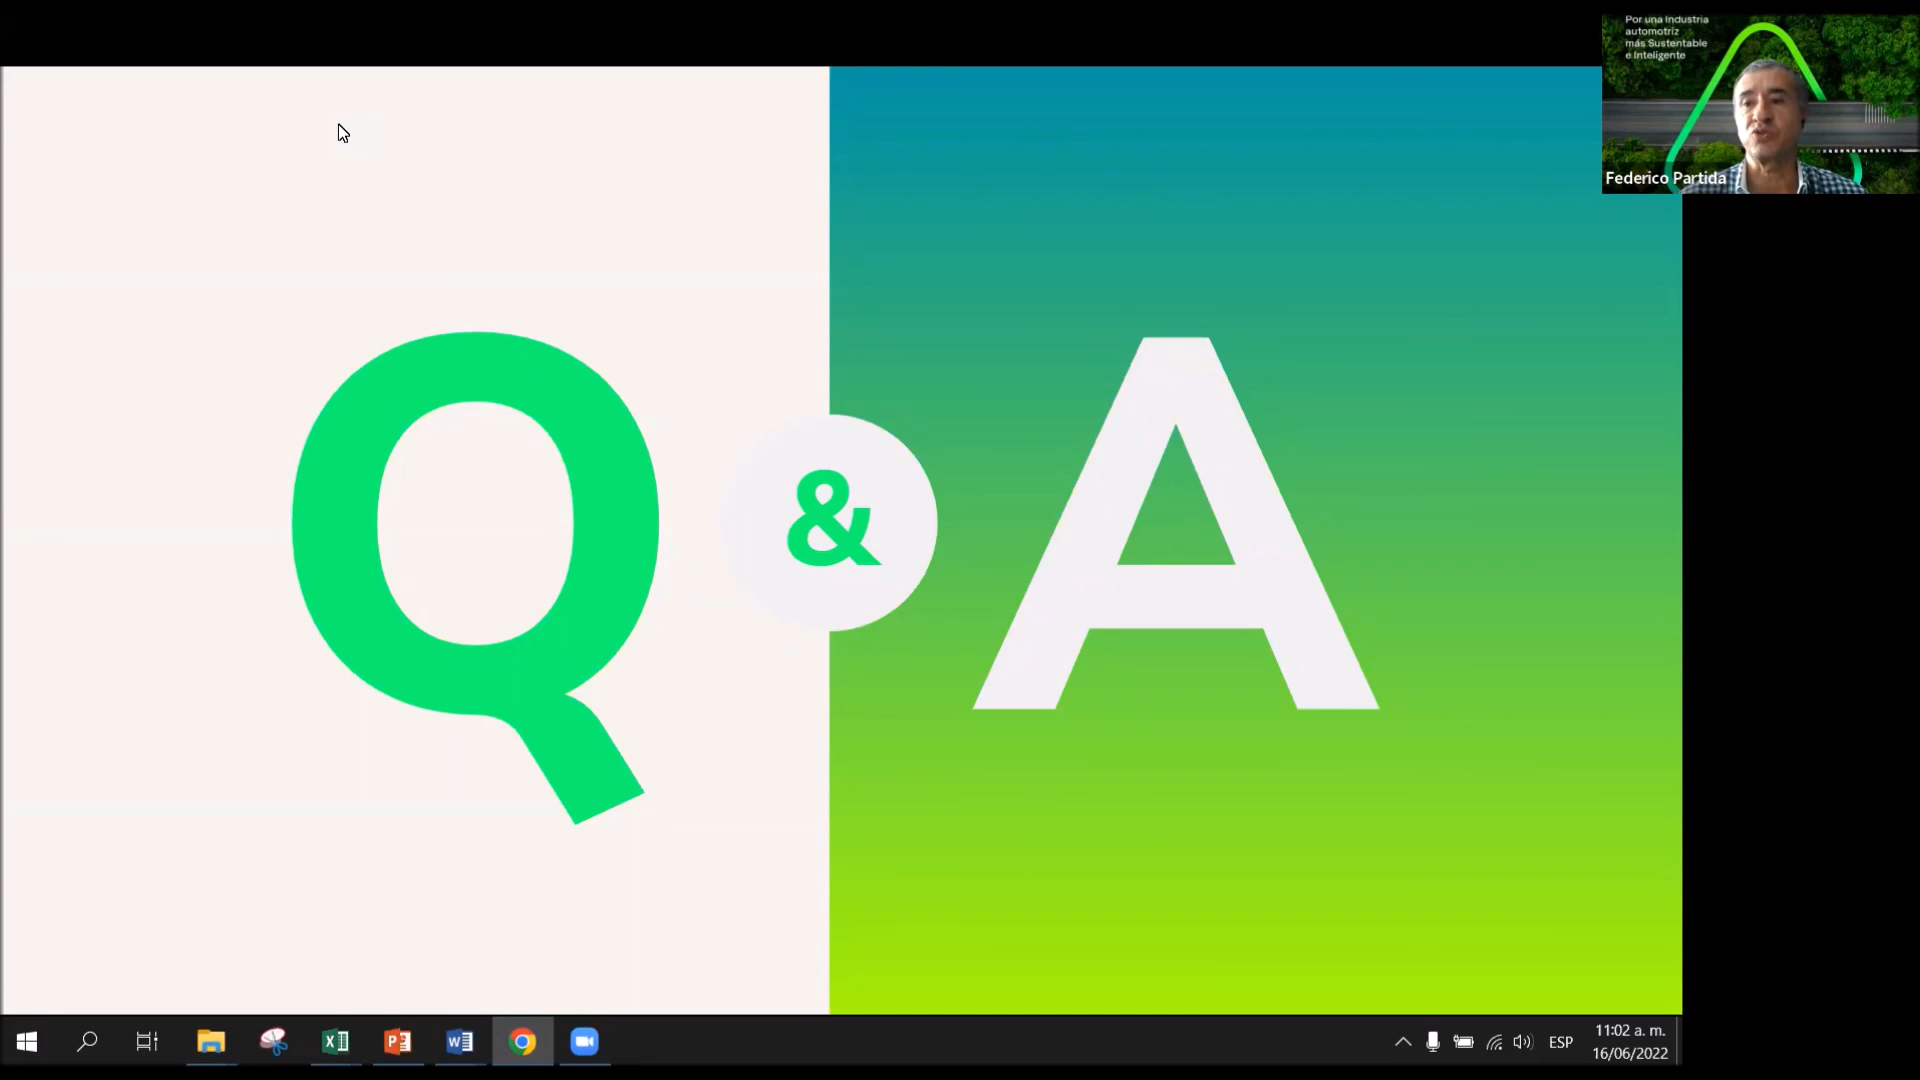 Por una Industria
automotriz
más Sustentable
e Inteligente
Federico Partida
Q & A
11:02 a. m.
ESP
16/06/2022